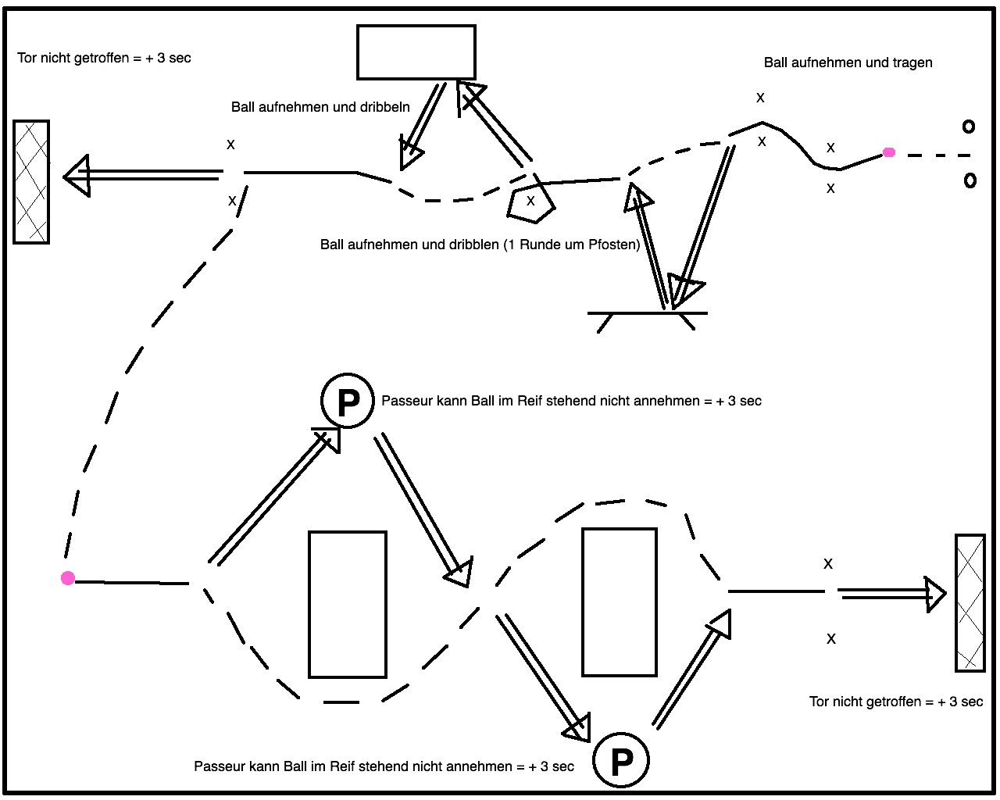 Tor nicht getroffen = + 3 sec
Ball aufnehmen und tragen
Ball aufnehmen und dribbeln
x
x
x
x
x
x
x
Ball aufnehmen und dribblen (1 Runde um Pfosten)
P
Passeur kann Ball im Reif stehend nicht annehmen = + 3 sec
x
x
Tor nicht getroffen = + 3 sec
P
Passeur kann Ball im Reif stehend nicht annehmen = + 3 sec